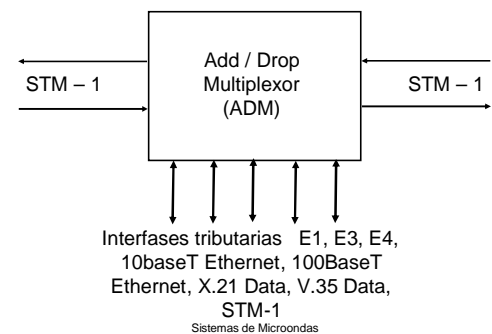 Add / Drop
Multiplexor
(ADM)
STM – 1
STM – 1
Interfases tributarias E1, E3, E4,
10baseT Ethernet, 100BaseT
Ethernet, X.21 Data, V.35 Data,
STM-1
Sistemas de Microondas